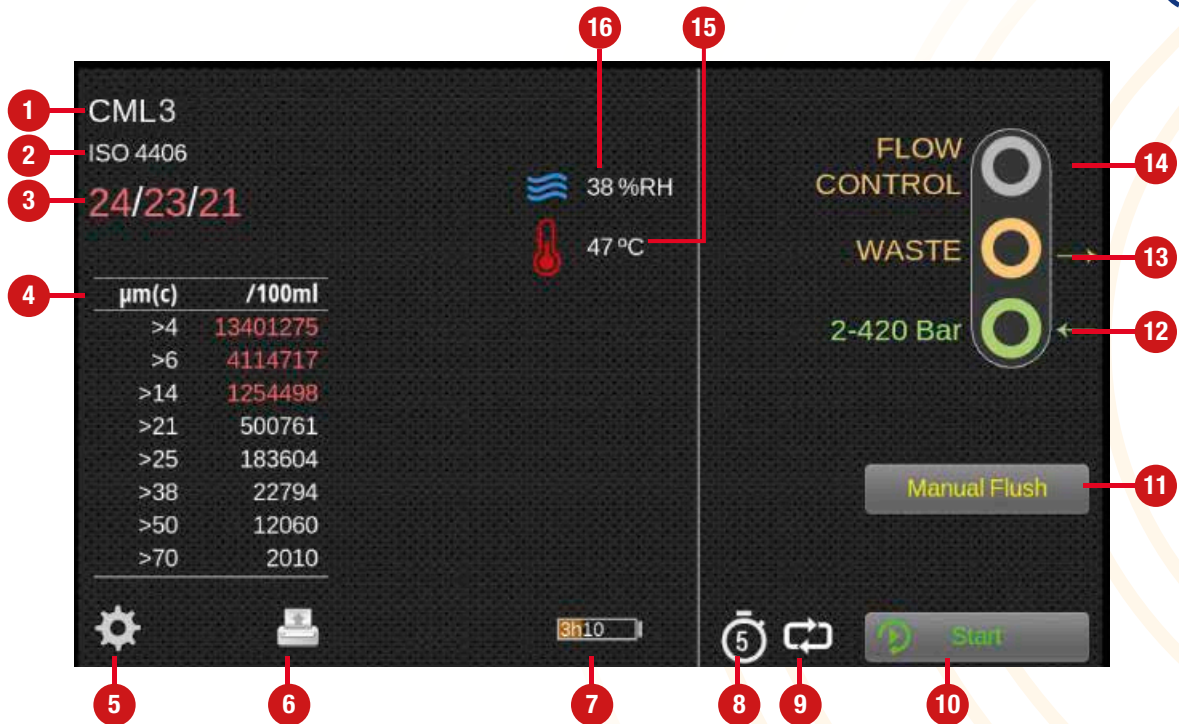 16 15
1 CML3
2 ISO 4406
3 24/23/21
38 %RH
47 ºC
FLOW
CONTROL
14
WASTE
13
2-420 Bar
12
4 µm(c) /100ml
>4 13401275
>6 4114717
>14 1254498
>21 500761
>25 183604
>38 22794
>50 12060
>70 2010
Manual Flush 11
3h10
5
Start
5 6 7 8 9 10